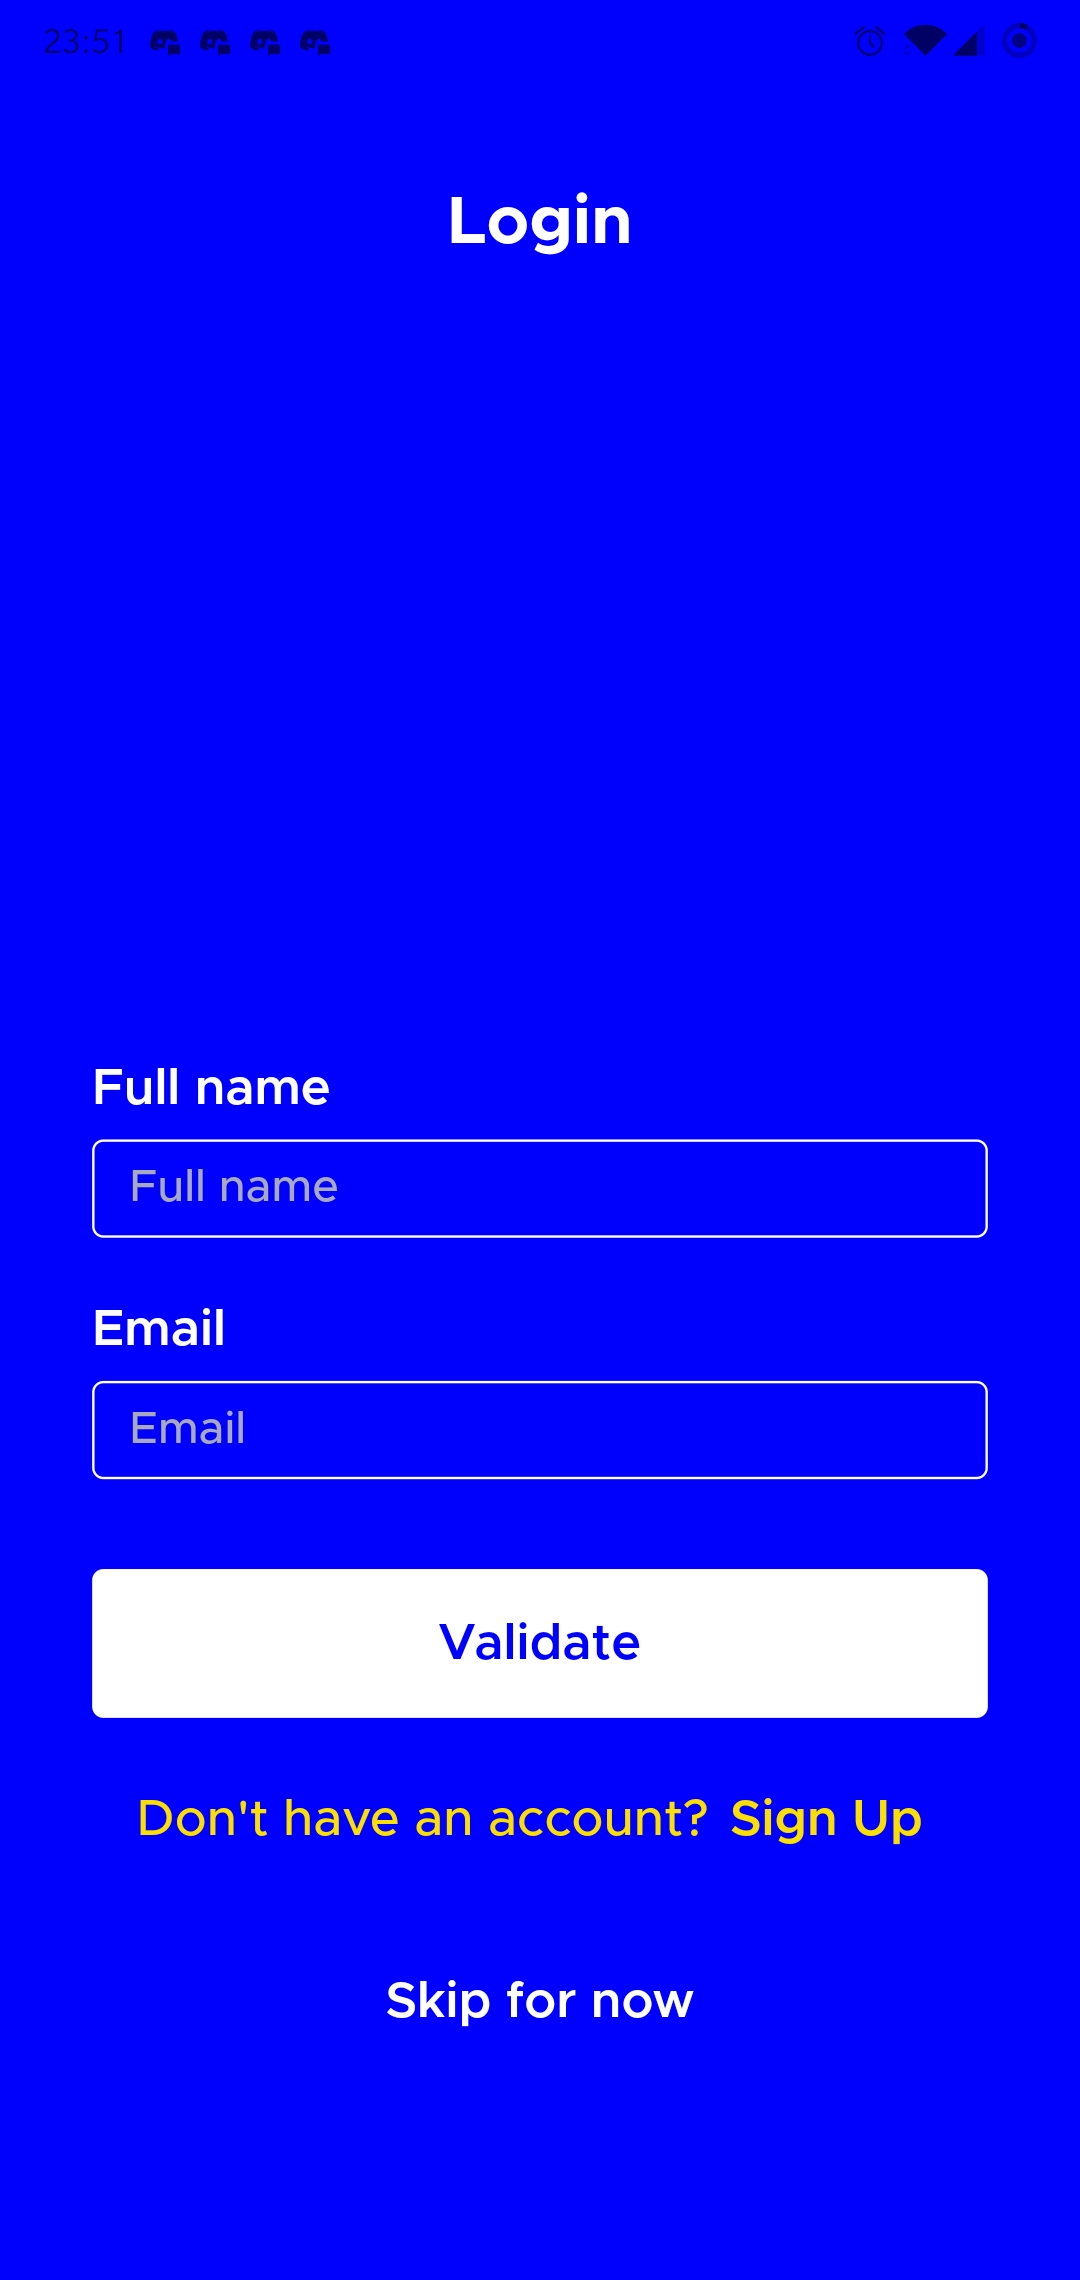 23:51
Login
Full name
Full name
Email
Email
Validate
Don't have an account? Sign Up
Skip for now